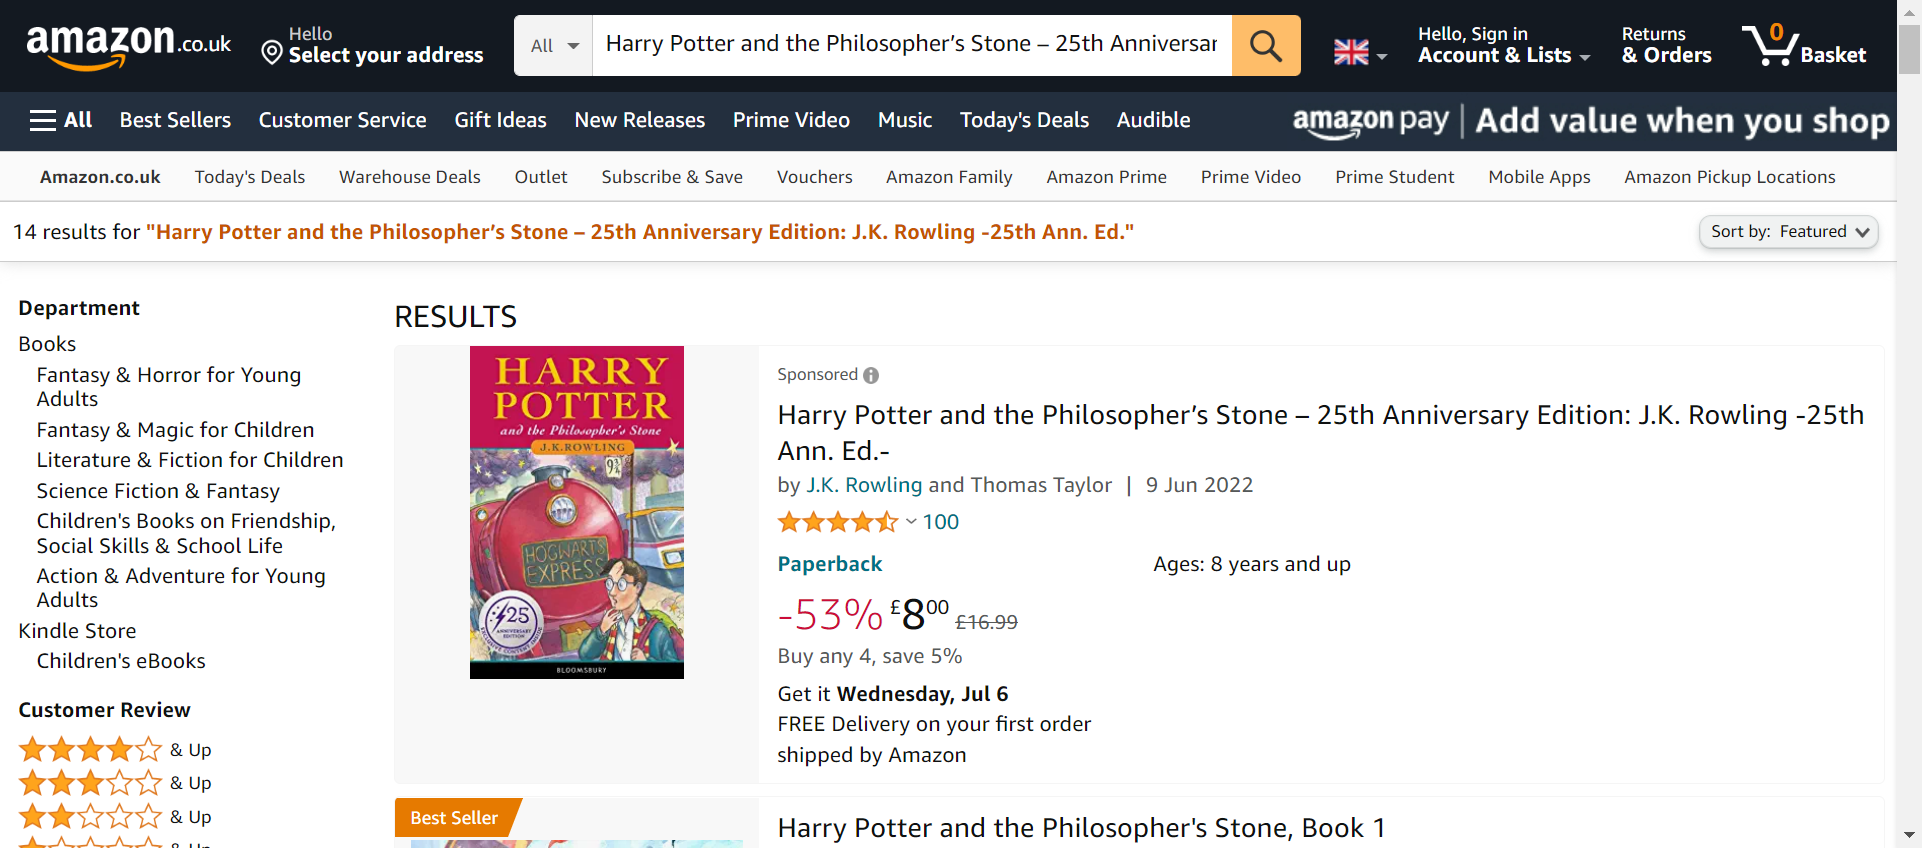 amazon.co.uk
Hello
Select your address
All
Harry Potter and the Philosopher’s Stone – 25th Anniversar
Hello, Sign in
Account & Lists
Returns
& Orders
0
Basket
All
Best Sellers
Customer Service
Gift Ideas
New Releases
Prime Video
Music
Today's Deals
Audible
amazon pay | Add value when you shop
Amazon.co.uk
Today's Deals
Warehouse Deals
Outlet
Subscribe & Save
Vouchers
Amazon Family
Amazon Prime
Prime Video
Prime Student
Mobile Apps
Amazon Pickup Locations
14 results for "Harry Potter and the Philosopher’s Stone – 25th Anniversary Edition: J.K. Rowling -25th Ann. Ed."
Sort by: Featured
Department
Books
Fantasy & Horror for Young
Adults
Fantasy & Magic for Children
Literature & Fiction for Children
Science Fiction & Fantasy
Children's Books on Friendship,
Social Skills & School Life
Action & Adventure for Young
Adults
Kindle Store
Children's eBooks
Customer Review
& Up
& Up
& Up
& Up
RESULTS
HARRY
POTTER
and the Philosopher's Stone
J.K.ROWLING
9¾
HOGWARTS
EXPRESS
25
ANNIVERSARY
EDITION
BLOOMSBURY
Sponsored
Harry Potter and the Philosopher’s Stone – 25th Anniversary Edition: J.K. Rowling -25th
Ann. Ed.-
by J.K. Rowling and Thomas Taylor | 9 Jun 2022
100
Paperback
Ages: 8 years and up
-53% £800 £16.99
Buy any 4, save 5%
Get it Wednesday, Jul 6
FREE Delivery on your first order
shipped by Amazon
Best Seller
Harry Potter and the Philosopher's Stone, Book 1